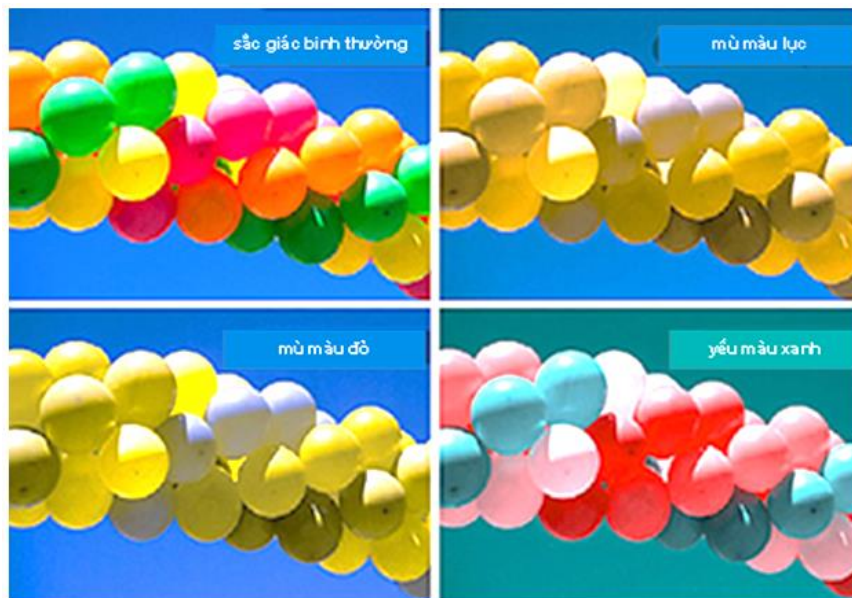 sắc giác bình thường
mù màu lục
mù màu đỏ
yếu màu xanh